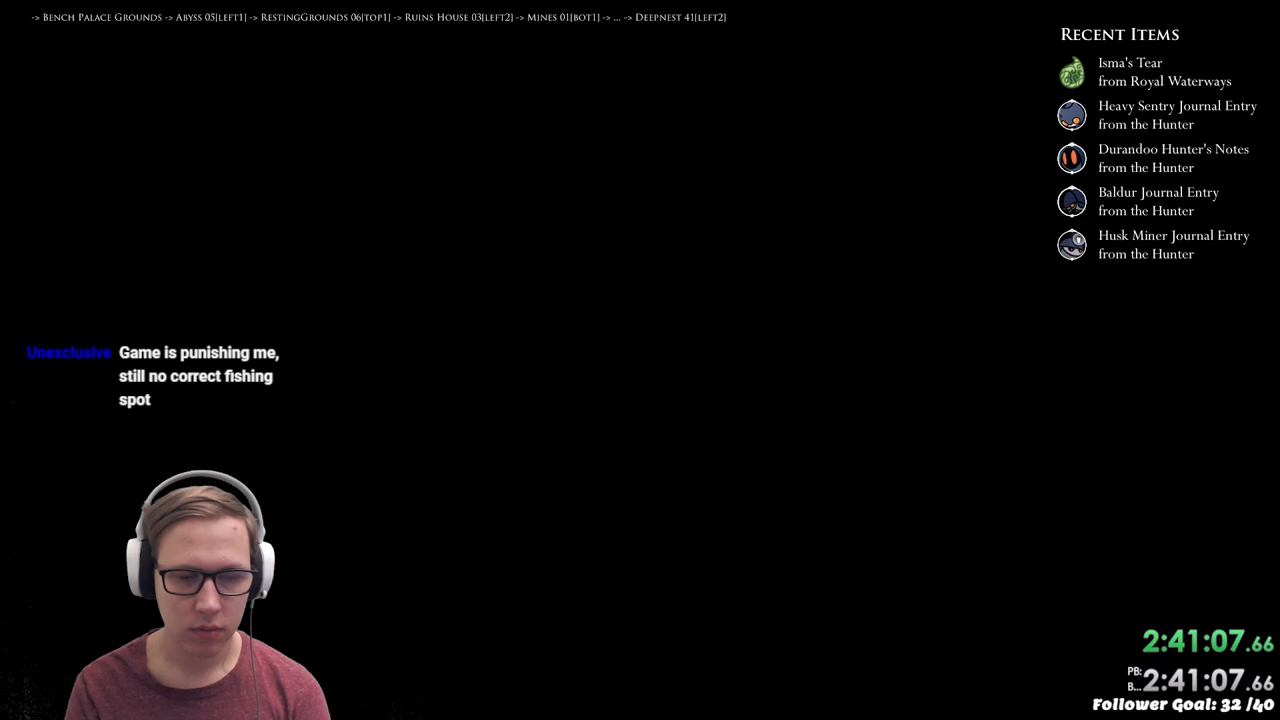 -> Bench Palace Grounds -> Abyss 05[left1] -> RestingGrounds 06[top1] -> Ruins House 03[left2] -> Mines 01[bot1] -> ... -> Deepnest 41[left2]
Recent Items
Isma's Tear
from Royal Waterways
Heavy Sentry Journal Entry
from the Hunter
Durandoo Hunter's Notes
from the Hunter
Baldur Journal Entry
from the Hunter
Husk Miner Journal Entry
from the Hunter
Unexclusive Game is punishing me,
still no correct fishing
spot
2:41:07.66
PB:
B... 2:41:07.66
Follower Goal: 32 /40